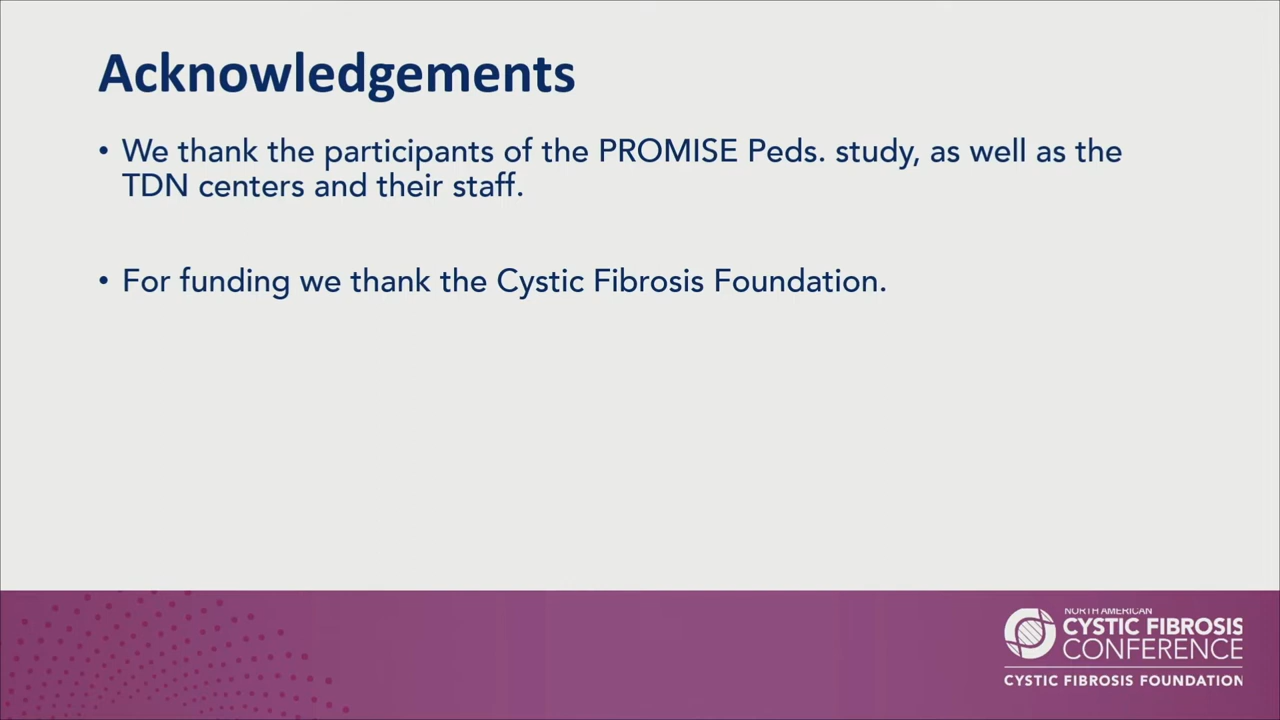 Acknowledgements
• We thank the participants of the PROMISE Peds. study, as well as the
TDN centers and their staff.
• For funding we thank the Cystic Fibrosis Foundation.
NORTH AMERICAN
CYSTIC FIBROSIS
CONFERENCE
CYSTIC FIBROSIS FOUNDATION